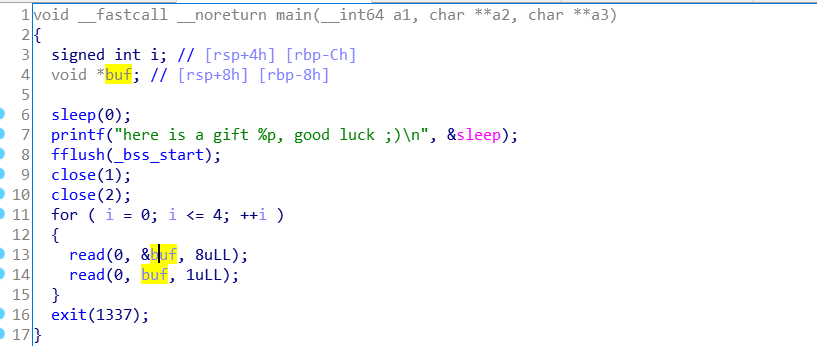 1 void __fastcall __noreturn main(__int64 a1, char **a2, char **a3)
2 {
3   signed int i; // [rsp+4h] [rbp-Ch]
4   void *buf; // [rsp+8h] [rbp-8h]
5
6   sleep(0);
7   printf("here is a gift %p, good luck ;)\n", &sleep);
8   fflush(_bss_start);
9   close(1);
10   close(2);
11   for ( i = 0; i <= 4; ++i )
12   {
13     read(0, &buf, 8uLL);
14     read(0, buf, 1uLL);
15   }
16   exit(1337);
17 }